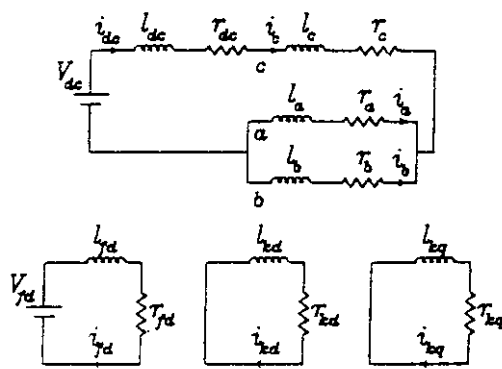 i_dc l_dc r_dc i_c l_c r_c
c
V_dc
l_a r_a i_a
a
l_b r_b i_b
b
l_fd l_kd l_kq
V_fd r_fd r_kd r_kq
i_fd i_kd i_kq